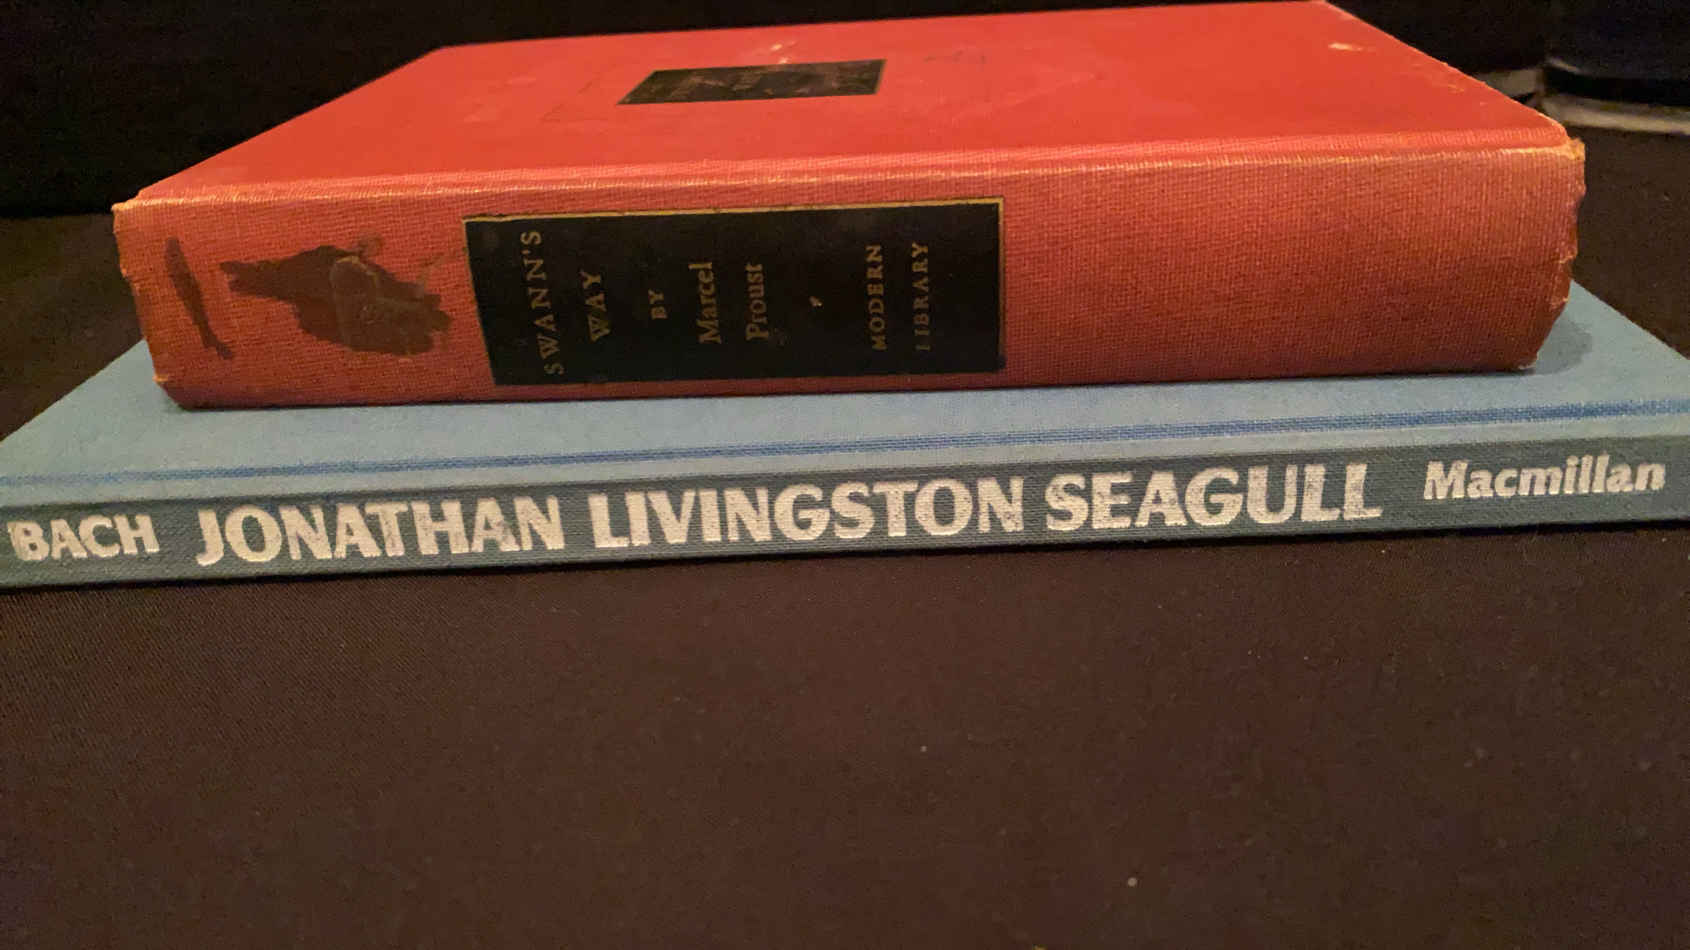 SWANN'S
WAY
BY
Marcel
Proust
MODERN
LIBRARY
BACH JONATHAN LIVINGSTON SEAGULL Macmillan